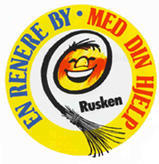 EN RENERE BY • MED DIN HJELP
Rusken